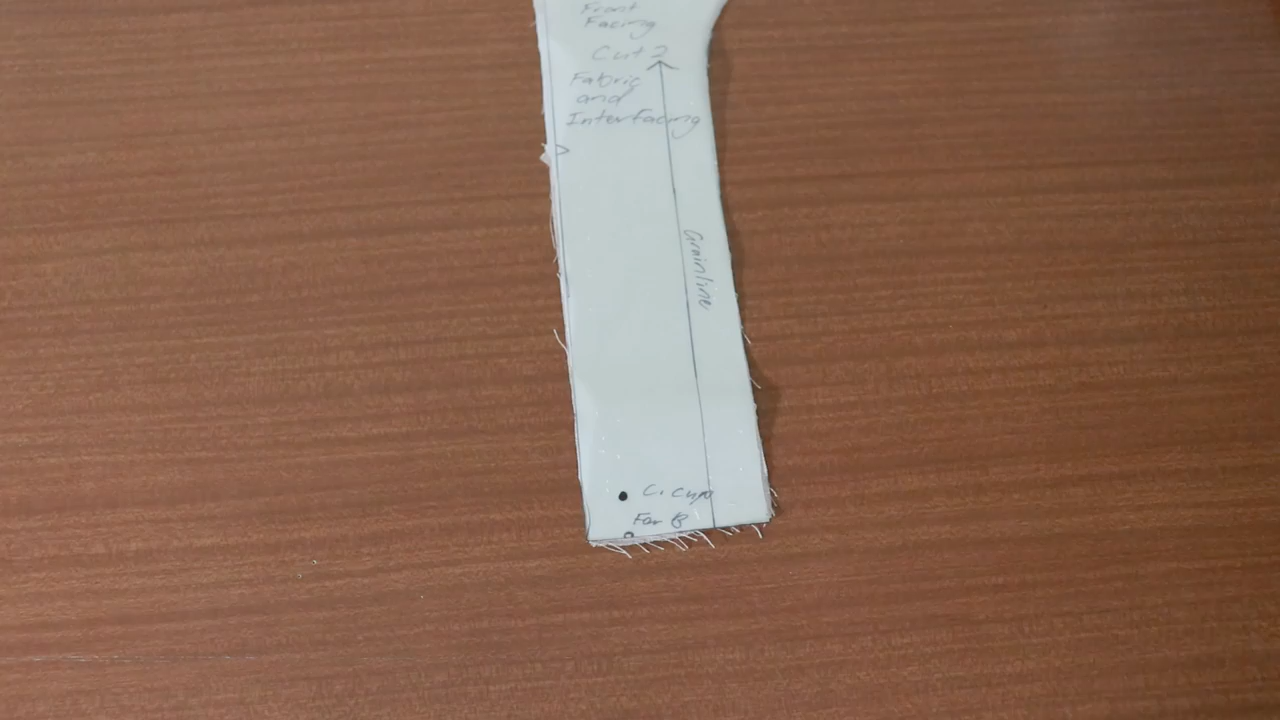 Front
Facing
Cut 2
Fabric
and
Interfacing
Grainline
C. Cup
For B